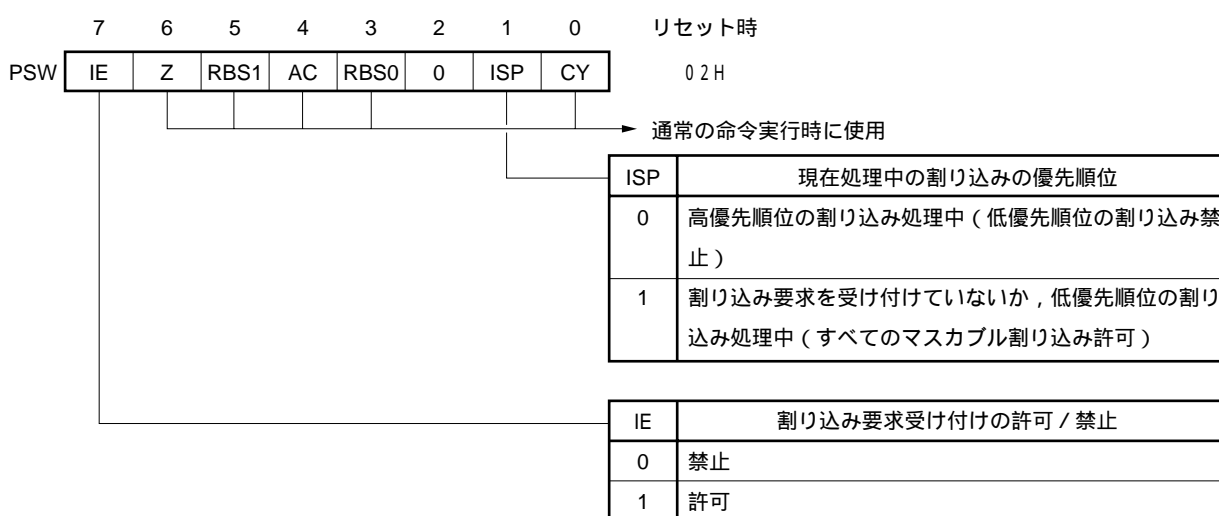 7 6 5 4 3 2 1 0 リセット時
PSW IE Z RBS1 AC RBS0 0 ISP CY 02H
通常の命令実行時に使用
ISP 現在処理中の割り込みの優先順位
0 高優先順位の割り込み処理中（低優先順位の割り込み禁
止）
1 割り込み要求を受け付けていないか，低優先順位の割り
込み処理中（すべてのマスカブル割り込み許可）
IE 割り込み要求受け付けの許可／禁止
0 禁止
1 許可